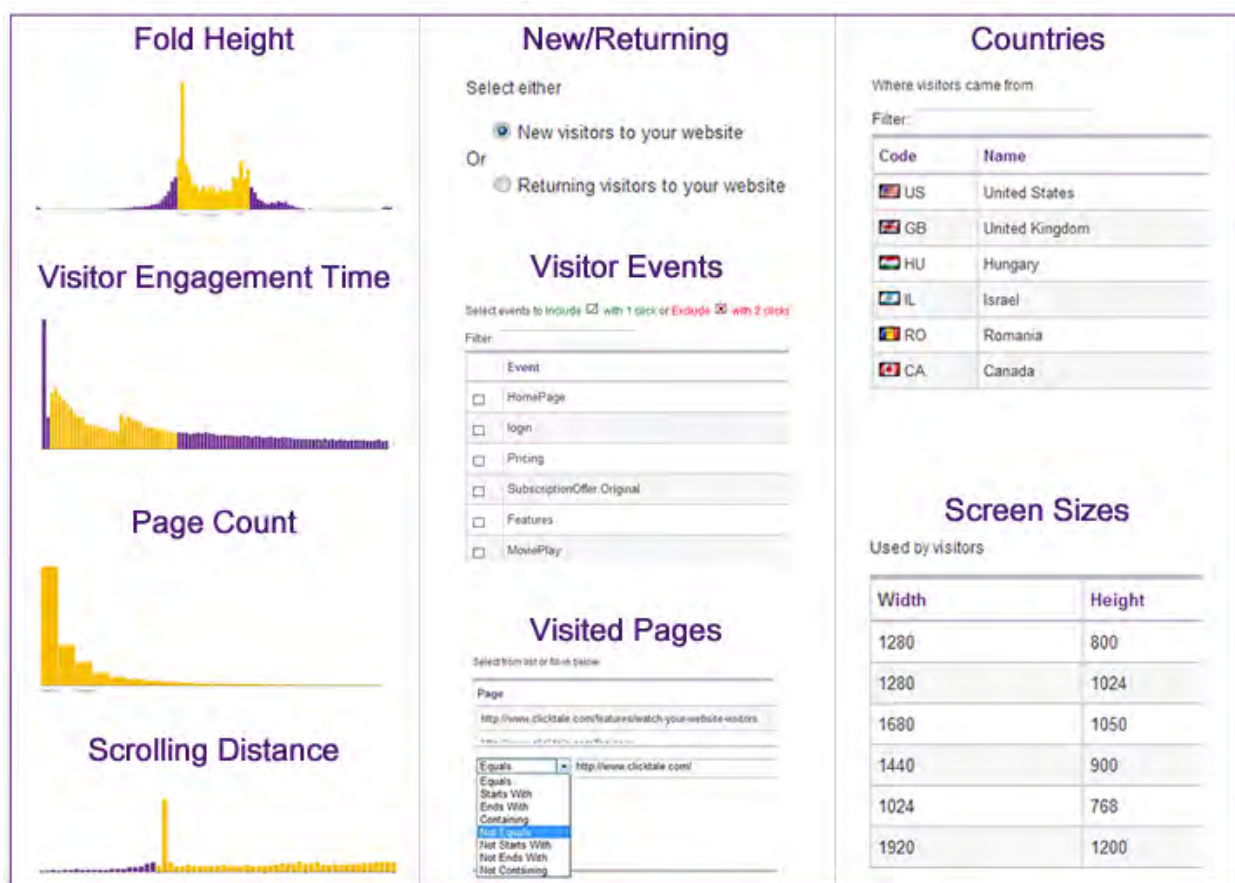 Fold Height
Visitor Engagement Time
Page Count
Scrolling Distance
New/Returning
Select either
New visitors to your website
Or
Returning visitors to your website
Visitor Events
Select events to Include with 1 click or Exclude with 2 clicks
Filter:
Event
HomePage
login
Pricing
SubscriptionOffer.Original
Features
MoviePlay
Visited Pages
Select from list or fill-in below
Page
http://www.clicktale.com/features/watch-your-website-visitors
Equals http://www.clicktale.com/
Equals
Starts With
Ends With
Containing
Not Equals
Not Starts With
Not Ends With
Not Containing
Countries
Where visitors came from
Filter:
Code Name
US United States
GB United Kingdom
HU Hungary
IL Israel
RO Romania
CA Canada
Screen Sizes
Used by visitors
Width Height
1280 800
1280 1024
1680 1050
1440 900
1024 768
1920 1200